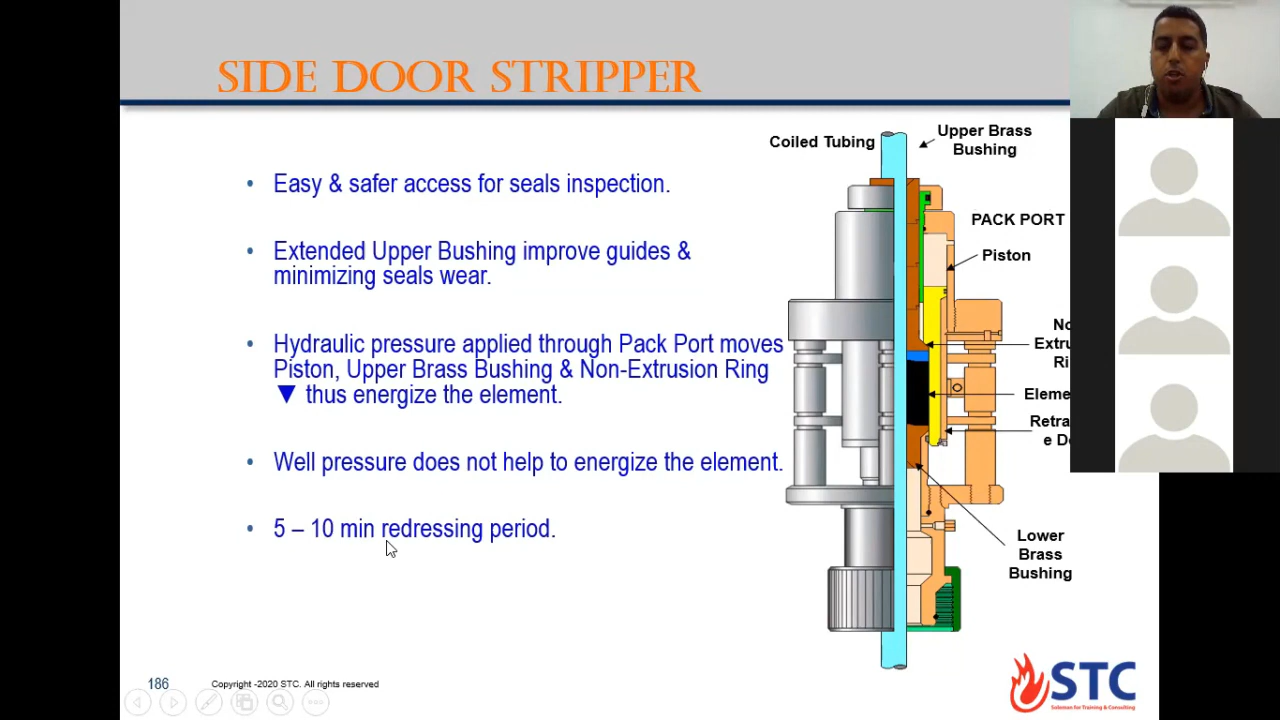 SIDE DOOR STRIPPER
• Easy & safer access for seals inspection.
• Extended Upper Bushing improve guides &
minimizing seals wear.
• Hydraulic pressure applied through Pack Port moves
Piston, Upper Brass Bushing & Non-Extrusion Ring
▼ thus energize the element.
• Well pressure does not help to energize the element.
• 5 – 10 min redressing period.
Coiled Tubing
Upper Brass
Bushing
PACK PORT
Piston
No
Extru
Ri
Eleme
Retra
e D
Lower
Brass
Bushing
186
Copyright -2020 STC. All rights reserved
STC
Soleman for Training & Consulting